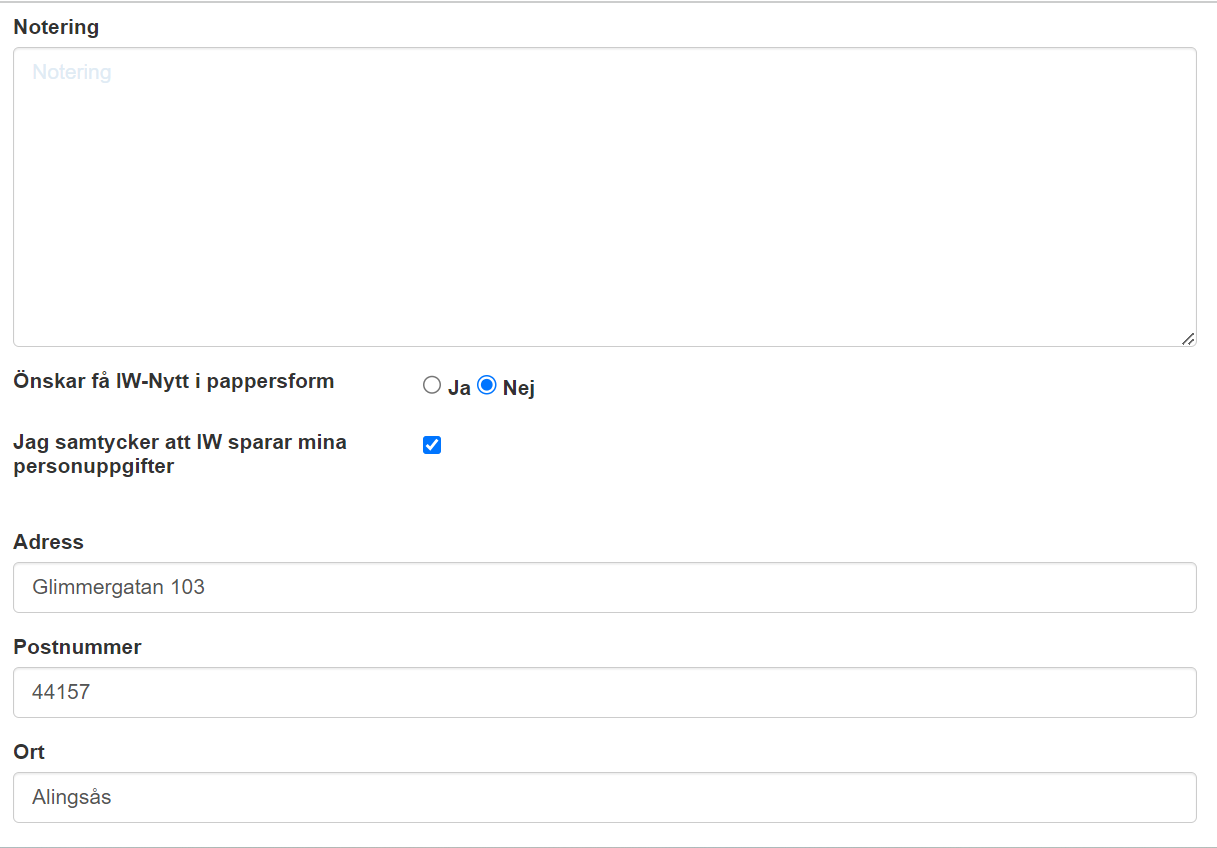 Notering
Notering
Önskar få IW-Nytt i pappersform
Ja Nej
Jag samtycker att IW sparar mina
personuppgifter
Adress
Glimmergatan 103
Postnummer
44157
Ort
Alingsås